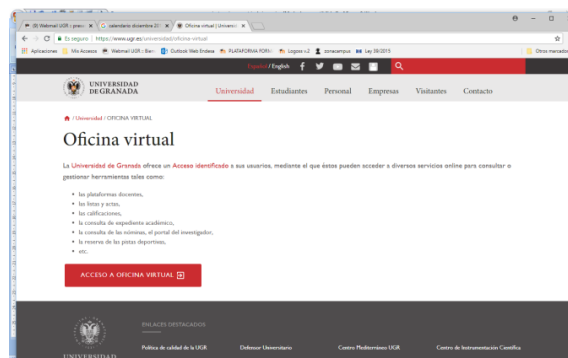 (8) Webmail UGR :: presi
calendario diciembre 20
Oficina virtual | Universi
Es seguro | https://www.ugr.es/universidad/oficina-virtual
Aplicaciones Mis Accesos Webmail UGR :: Bien Outlook Web Endesa PLATAFORMA FORM Logros v.2 zonacampus Ley 39/2015 Otros marcado
Español / English
UNIVERSIDAD
DE GRANADA
Universidad Estudiantes Personal Empresas Visitantes Contacto
/ Universidad / OFICINA VIRTUAL
Oficina virtual
La Universidad de Granada ofrece un Acceso identificado a sus usuarios, mediante el que éstos pueden acceder a diversos servicios online para consultar o
gestionar herramientas tales como:
• las plataformas docentes,
• las listas y actas,
• las calificaciones,
• la consulta de expediente académico,
• la consulta de las nóminas, el portal del investigador,
• la reserva de las pistas deportivas,
• etc.
ACCESO A OFICINA VIRTUAL
ENLACES DESTACADOS
Política de calidad de la UGR Defensor Universitario Centro Mediterráneo UGR Centro de Instrumentación Científica
UNIVERSIDAD